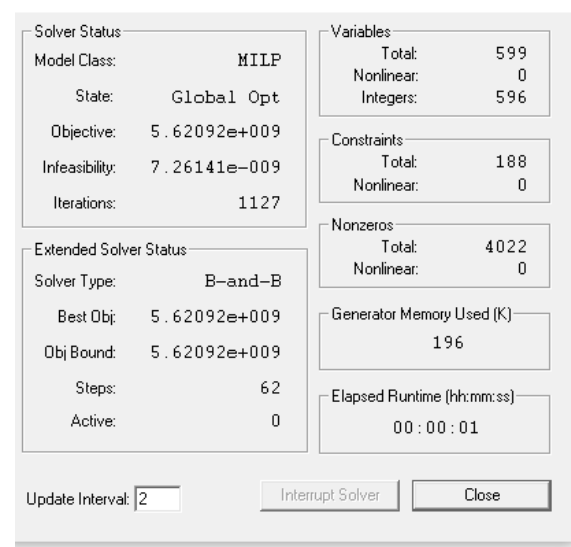 Solver Status
Model Class: MILP
State: Global Opt
Objective: 5.62092e+009
Infeasibility: 7.26141e-009
Iterations: 1127
Extended Solver Status
Solver Type: B-and-B
Best Obj: 5.62092e+009
Obj Bound: 5.62092e+009
Steps: 62
Active: 0
Variables
Total: 599
Nonlinear: 0
Integers: 596
Constraints
Total: 188
Nonlinear: 0
Nonzeros
Total: 4022
Nonlinear: 0
Generator Memory Used (K)
196
Elapsed Runtime (hh:mm:ss)
00:00:01
Update Interval: 2
Interrupt Solver
Close